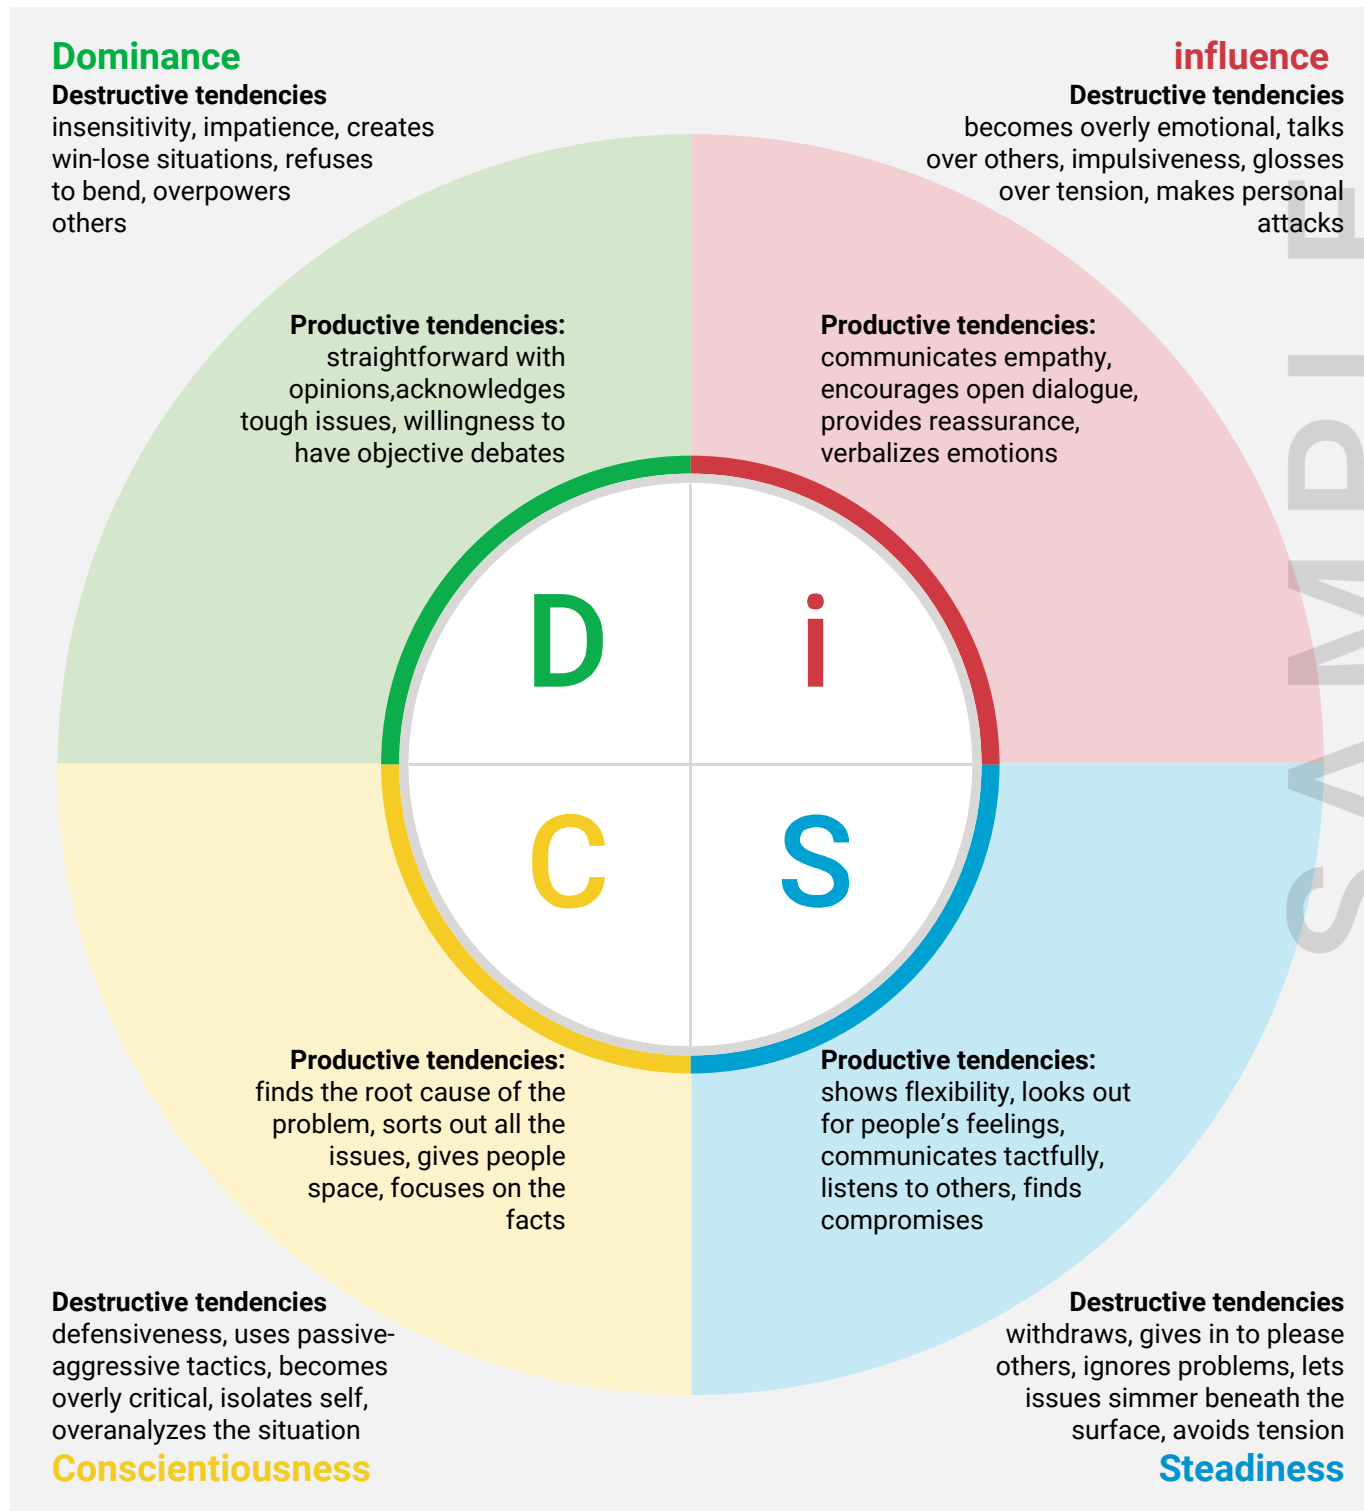 Dominance
Destructive tendencies
insensitivity, impatience, creates
win-lose situations, refuses
to bend, overpowers
others
influence
Destructive tendencies
becomes overly emotional, talks
over others, impulsiveness, glosses
over tension, makes personal
attacks
Productive tendencies:
straightforward with
opinions,acknowledges
tough issues, willingness to
have objective debates
Productive tendencies:
communicates empathy,
encourages open dialogue,
provides reassurance,
verbalizes emotions
D
i
C
S
Productive tendencies:
finds the root cause of the
problem, sorts out all the
issues, gives people
space, focuses on the
facts
Productive tendencies:
shows flexibility, looks out
for people’s feelings,
communicates tactfully,
listens to others, finds
compromises
Destructive tendencies
defensiveness, uses passive-
aggressive tactics, becomes
overly critical, isolates self,
overanalyzes the situation
Conscientiousness
Destructive tendencies
withdraws, gives in to please
others, ignores problems, lets
issues simmer beneath the
surface, avoids tension
Steadiness
SAMPLE